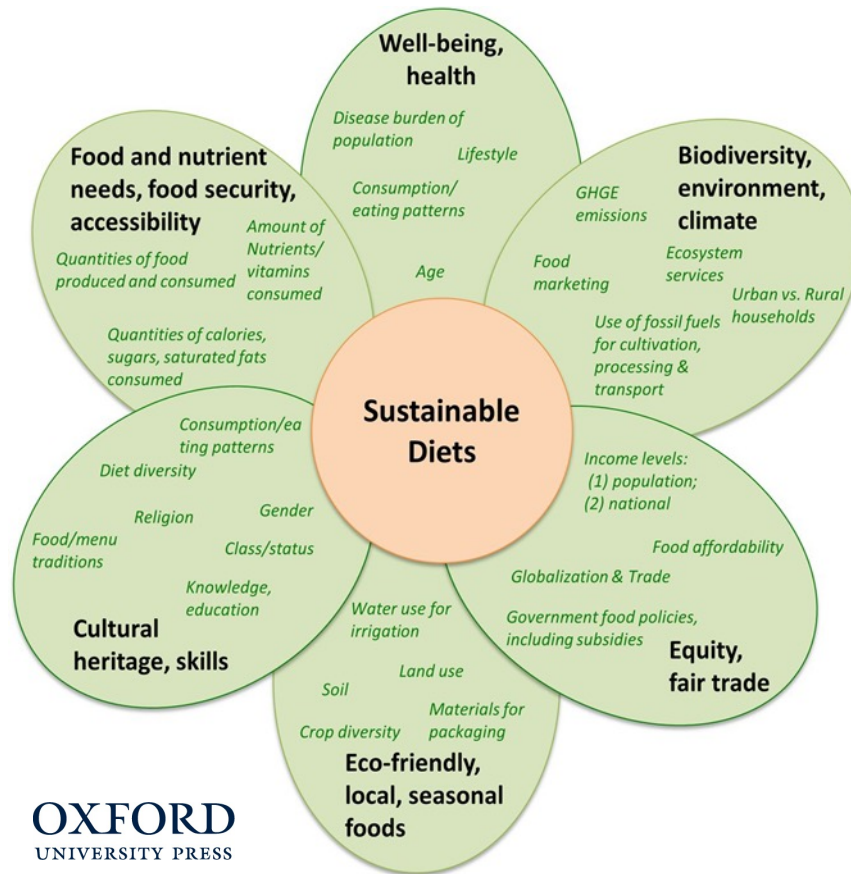 Well-being,
health
Disease burden of
population
Lifestyle
Consumption/
eating patterns
Age
Food and nutrient
needs, food security,
accessibility
Amount of
Nutrients/
vitamins
consumed
Quantities of food
produced and consumed
Quantities of calories,
sugars, saturated fats
consumed
Biodiversity,
environment,
climate
GHGE
emissions
Ecosystem
services
Food
marketing
Urban vs. Rural
households
Use of fossil fuels
for cultivation,
processing &
transport
Sustainable
Diets
Consumption/ea
ting patterns
Diet diversity
Religion
Gender
Food/menu
traditions
Class/status
Knowledge,
education
Cultural
heritage, skills
Income levels:
(1) population;
(2) national
Food affordability
Globalization & Trade
Government food policies,
including subsidies
Equity,
fair trade
Water use for
irrigation
Land use
Soil
Crop diversity
Materials for
packaging
Eco-friendly,
local, seasonal
foods
OXFORD
UNIVERSITY PRESS